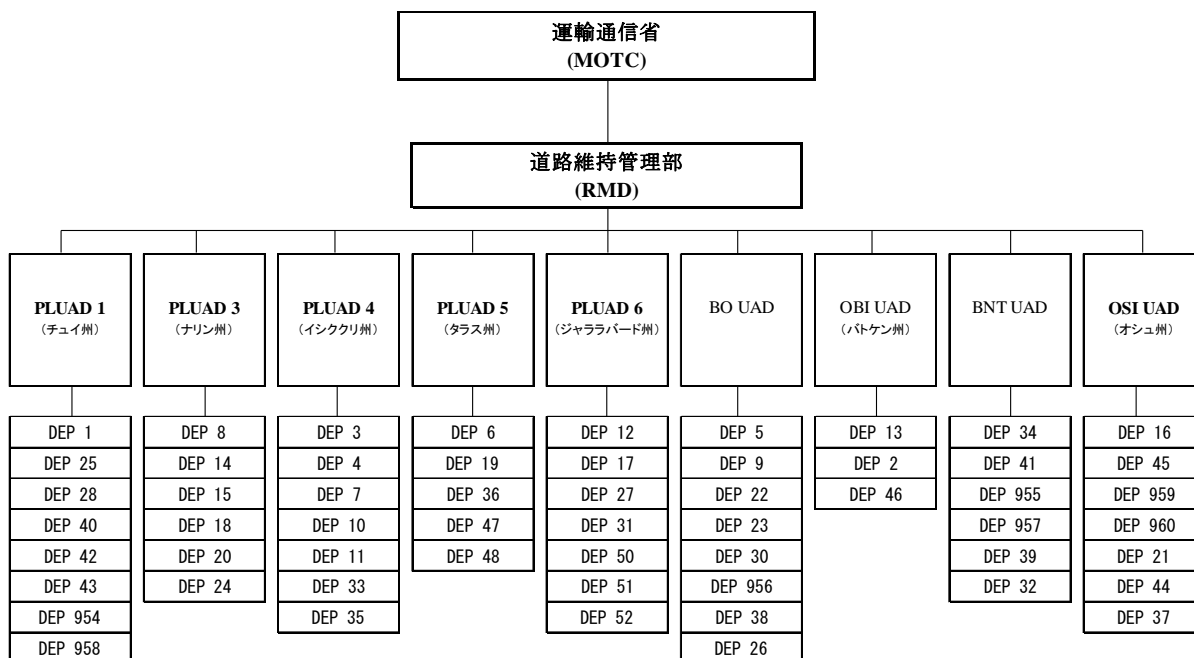 運輸通信省
(MOTC)
道路維持管理部
(RMD)
PLUAD 1
(チュイ州)
PLUAD 3
(ナリン州)
PLUAD 4
(イシククリ州)
PLUAD 5
(タラス州)
PLUAD 6
(ジャララバード州)
BO UAD
OBI UAD
(バトケン州)
BNT UAD
OSI UAD
(オシュ州)
DEP 1
DEP 25
DEP 28
DEP 40
DEP 42
DEP 43
DEP 954
DEP 958
DEP 8
DEP 14
DEP 15
DEP 18
DEP 20
DEP 24
DEP 3
DEP 4
DEP 7
DEP 10
DEP 11
DEP 33
DEP 35
DEP 6
DEP 19
DEP 36
DEP 47
DEP 48
DEP 12
DEP 17
DEP 27
DEP 31
DEP 50
DEP 51
DEP 52
DEP 5
DEP 9
DEP 22
DEP 23
DEP 30
DEP 956
DEP 38
DEP 26
DEP 13
DEP 2
DEP 46
DEP 34
DEP 41
DEP 955
DEP 957
DEP 39
DEP 32
DEP 16
DEP 45
DEP 959
DEP 960
DEP 21
DEP 44
DEP 37